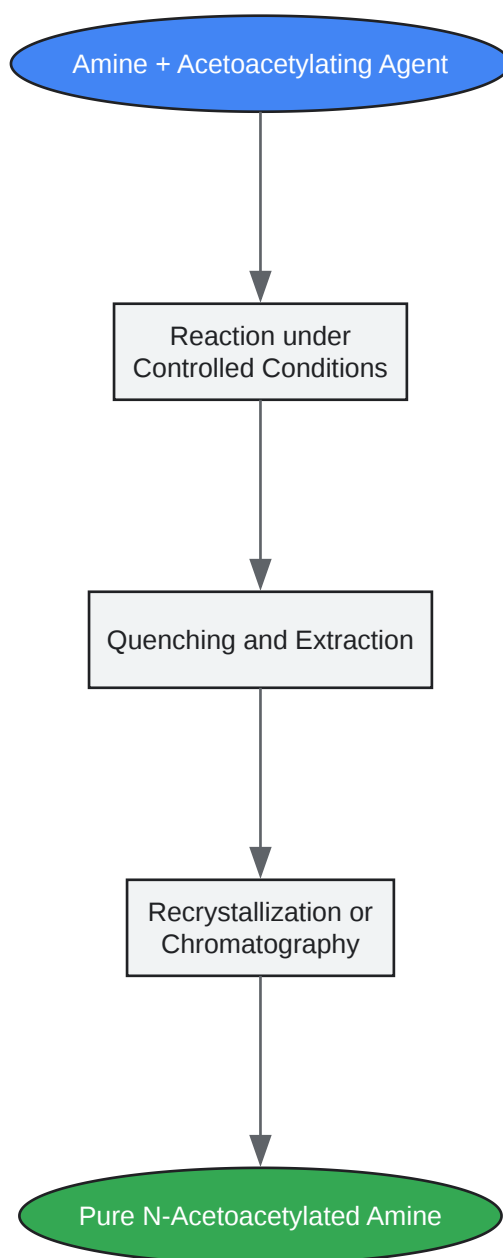 Amine + Acetoacetylating Agent
Reaction under
Controlled Conditions
Quenching and Extraction
Recrystallization or
Chromatography
Pure N-Acetoacetylated Amine